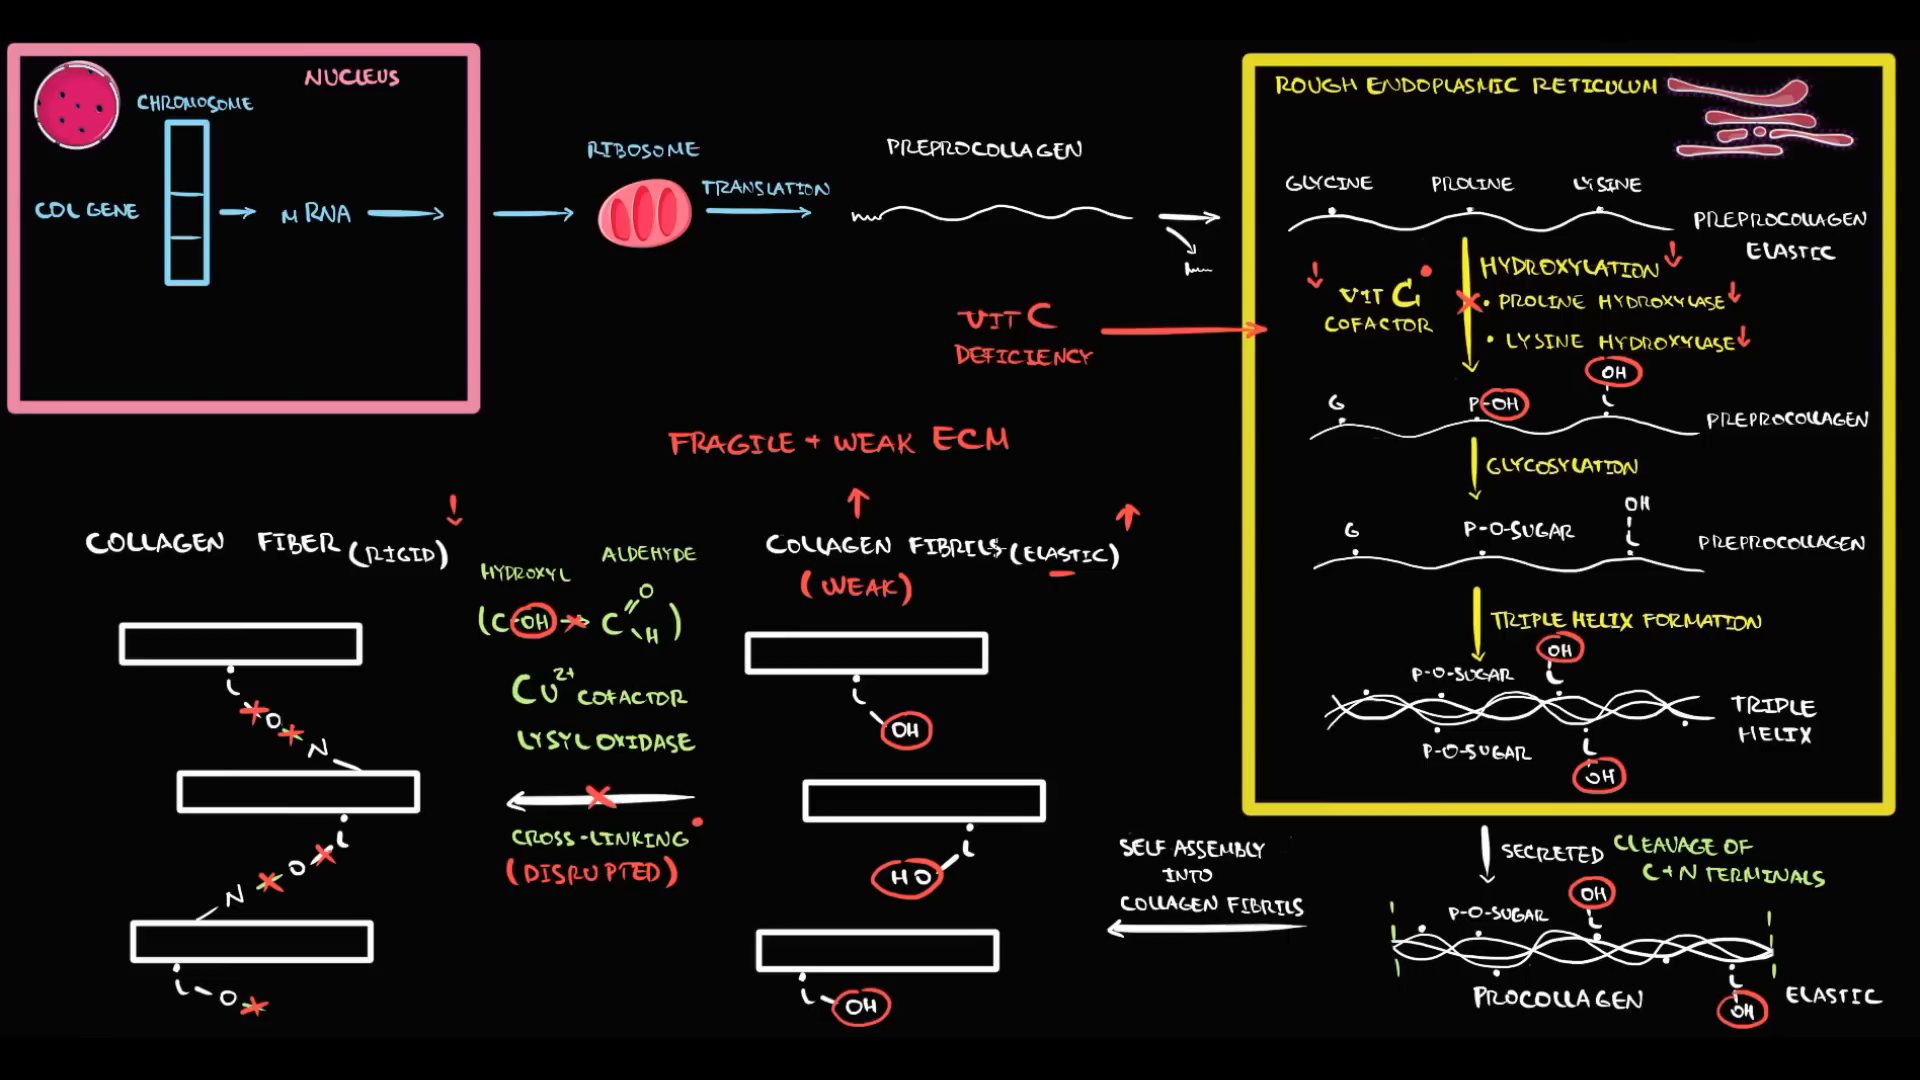 NUCLEUS
CHROMOSOME
COL GENE
mRNA
RIBOSOME
TRANSLATION
PREPROCOLLAGEN
VIT C
DEFICIENCY
ROUGH ENDOPLASMIC RETICULUM
GLYCINE PROLINE LYSINE
PREPROCOLLAGEN
ELASTIC
HYDROXYLATION
VIT C
COFACTOR
• PROLINE HYDROXYLASE
• LYSINE HYDROXYLASE
OH
G P-OH L
PREPROCOLLAGEN
GLYCOSYLATION
OH
G P-O-SUGAR L
PREPROCOLLAGEN
TRIPLE HELIX FORMATION
OH
P-O-SUGAR L
TRIPLE
HELIX
P-O-SUGAR L
OH
SECRETED
CLEAVAGE OF
C+N TERMINALS
OH
P-O-SUGAR L
PROCOLLAGEN
L
OH
ELASTIC
SELF ASSEMBLY
INTO
COLLAGEN FIBRILS
FRAGILE + WEAK ECM
COLLAGEN FIBRILS (ELASTIC)
(WEAK)
L
OH
L
HO
L
OH
HYDROXYL
ALDEHYDE
(C-OH → C O H)
Cu2+ COFACTOR
LYSYL OXIDASE
CROSS-LINKING
(DISRUPTED)
COLLAGEN FIBER (RIGID)
L
O
N
L
O
N
L-O